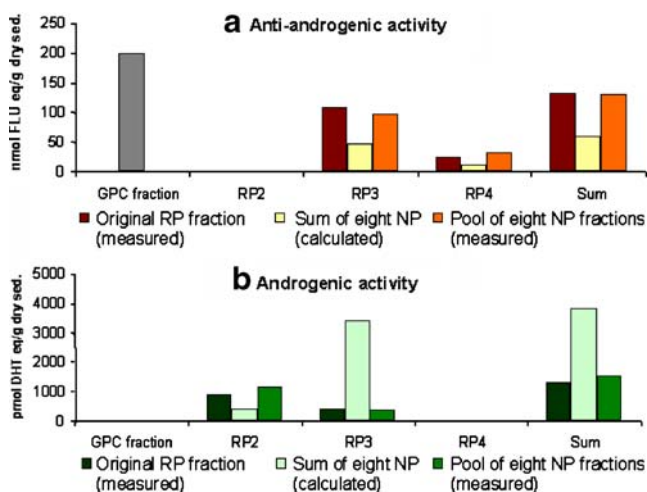 a Anti-androgenic activity
nmol FLU eq/g dry sed.
250
200
150
100
50
0
GPC fraction RP2 RP3 RP4 Sum
Original RP fraction (measured)
Sum of eight NP (calculated)
Pool of eight NP fractions (measured)
b Androgenic activity
pmol DHT eq/g dry sed.
5000
4000
3000
2000
1000
0
GPC fraction RP2 RP3 RP4 Sum
Original RP fraction (measured)
Sum of eight NP (calculated)
Pool of eight NP fractions (measured)